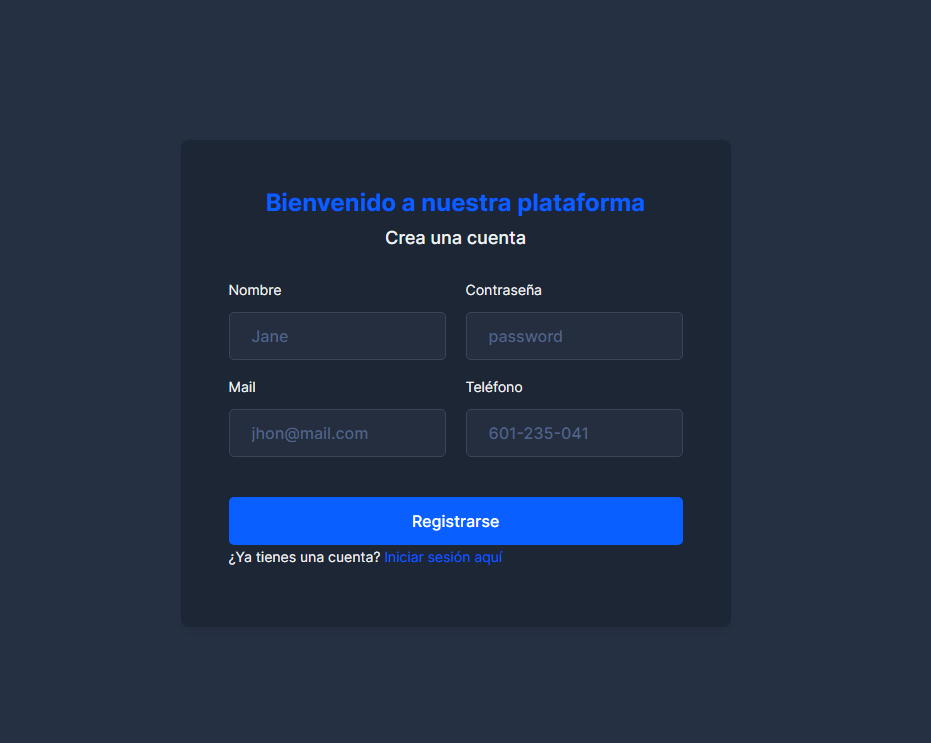 Bienvenido a nuestra plataforma
Crea una cuenta
Nombre
Contraseña
Jane
password
Mail
Teléfono
jhon@mail.com
601-235-041
Registrarse
¿Ya tienes una cuenta? Iniciar sesión aquí